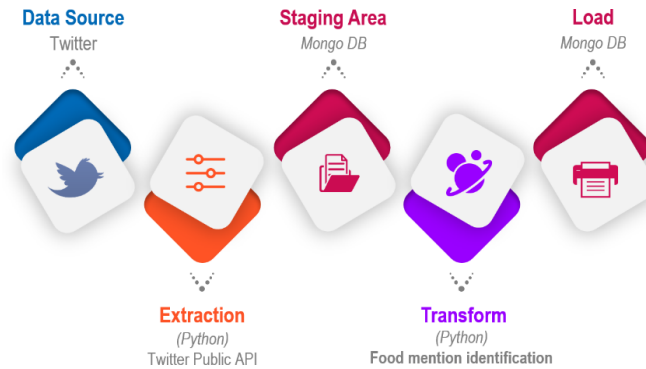 Data Source
Twitter
Staging Area
Mongo DB
Load
Mongo DB
Extraction
(Python)
Twitter Public API
Transform
(Python)
Food mention identification